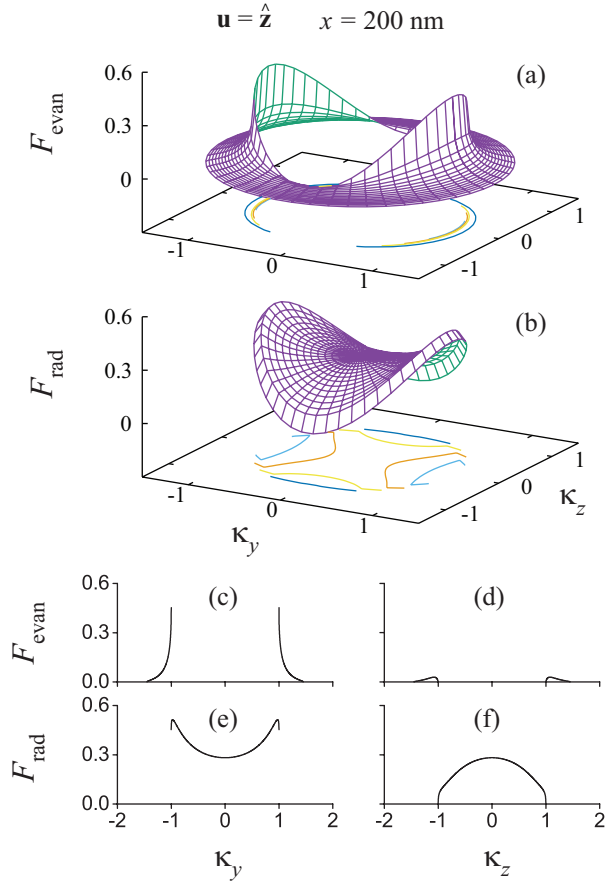 u = ẑ x = 200 nm
(a)
0.6
0.3
0
F_evan
-1
0
1
-1
0
1
(b)
0.6
0.3
0
F_rad
-1
0
1
-1
0
1
κ_y
κ_z
(c)
(d)
0.6
0.3
0.0
F_evan
(e)
(f)
0.6
0.3
0.0
F_rad
-2 -1 0 1 2 -2 -1 0 1 2
κ_y κ_z